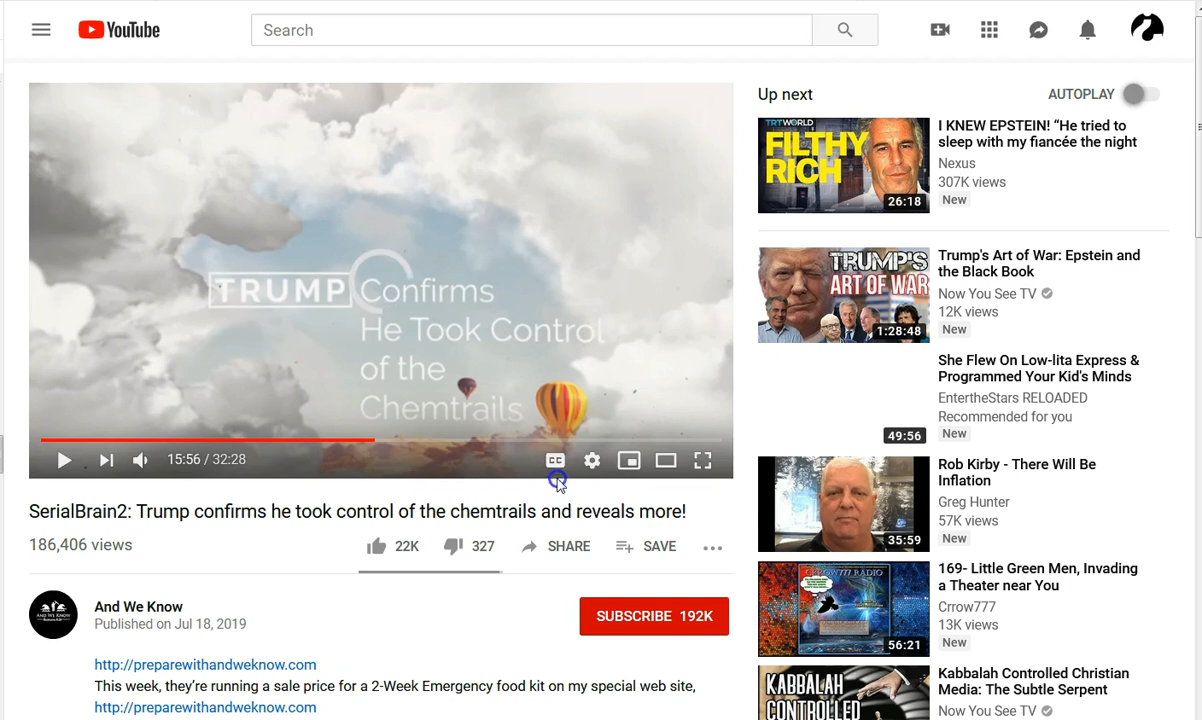 YouTube
Search
TRUMP Confirms
He Took Control
of the
Chemtrails
15:56 / 32:28
CC
SerialBrain2: Trump confirms he took control of the chemtrails and reveals more!
186,406 views
22K
327
SHARE
SAVE
And We Know
Published on Jul 18, 2019
SUBSCRIBE 192K
http://preparewithandweknow.com
This week, they’re running a sale price for a 2-Week Emergency food kit on my special web site,
http://preparewithandweknow.com
Up next
AUTOPLAY
TRTWORLD
FILTHY
RICH
26:18
I KNEW EPSTEIN! “He tried to
sleep with my fiancée the night
Nexus
307K views
New
TRUMP'S
ART OF WAR
1:28:48
Trump's Art of War: Epstein and
the Black Book
Now You See TV
12K views
New
49:56
She Flew On Low-lita Express &
Programmed Your Kid's Minds
EntertheStars RELOADED
Recommended for you
New
35:59
Rob Kirby - There Will Be
Inflation
Greg Hunter
57K views
New
56:21
169- Little Green Men, Invading
a Theater near You
Crrow777
13K views
New
KABBALAH
CONTROLLED
Kabbalah Controlled Christian
Media: The Subtle Serpent
Now You See TV